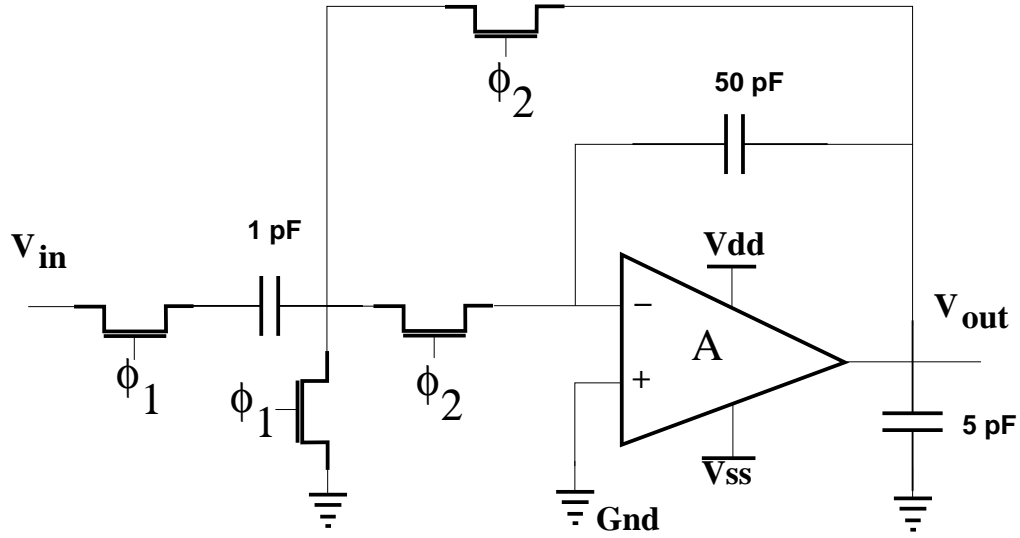 ϕ2
50 pF
Vin
1 pF
Vdd
Vout
−
A
ϕ1
ϕ1
ϕ2
+
5 pF
Vss
Gnd